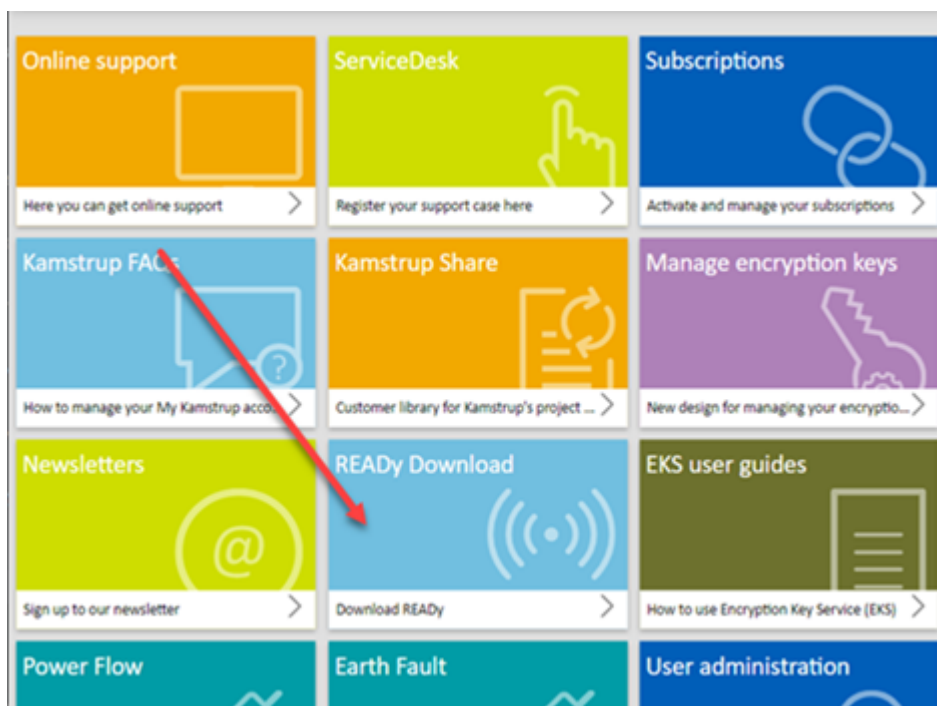 Online support
ServiceDesk
Subscriptions
Here you can get online support
Register your support case here
Activate and manage your subscriptions
Kamstrup FAQs
Kamstrup Share
Manage encryption keys
?
How to manage your My Kamstrup acco...
Customer library for Kamstrup's project ...
New design for managing your encryptio...
Newsletters
READy Download
EKS user guides
@
Sign up to our newsletter
Download READy
How to use Encryption Key Service (EKS)
Power Flow
Earth Fault
User administration